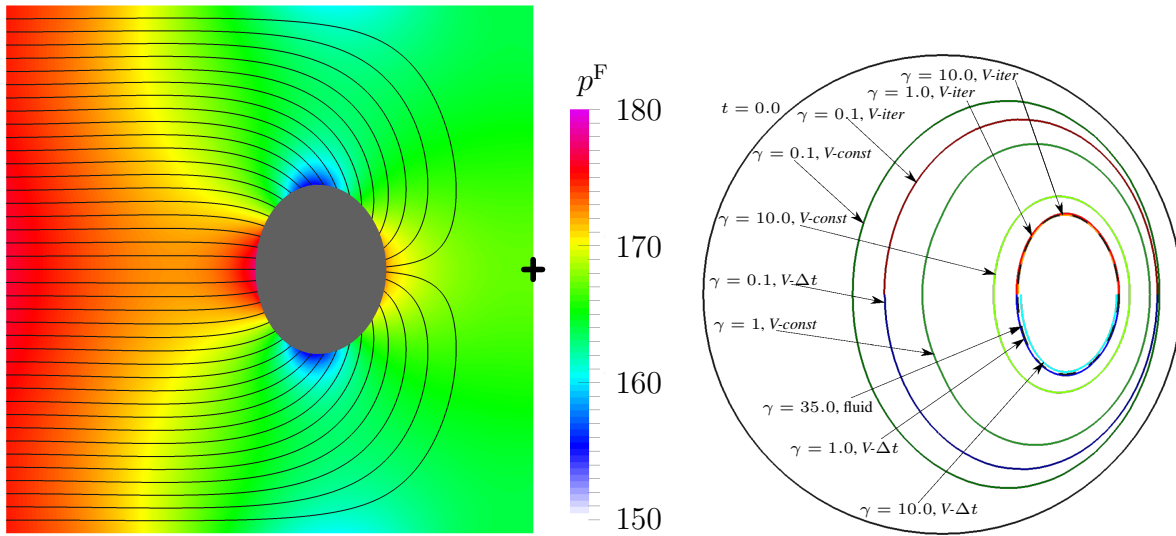 p^F
180
170
160
150
γ = 10.0, V-iter
γ = 1.0, V-iter
t = 0.0
γ = 0.1, V-iter
γ = 0.1, V-const
γ = 10.0, V-const
γ = 0.1, V-Δt
γ = 1, V-const
γ = 35.0, fluid
γ = 1.0, V-Δt
γ = 10.0, V-Δt